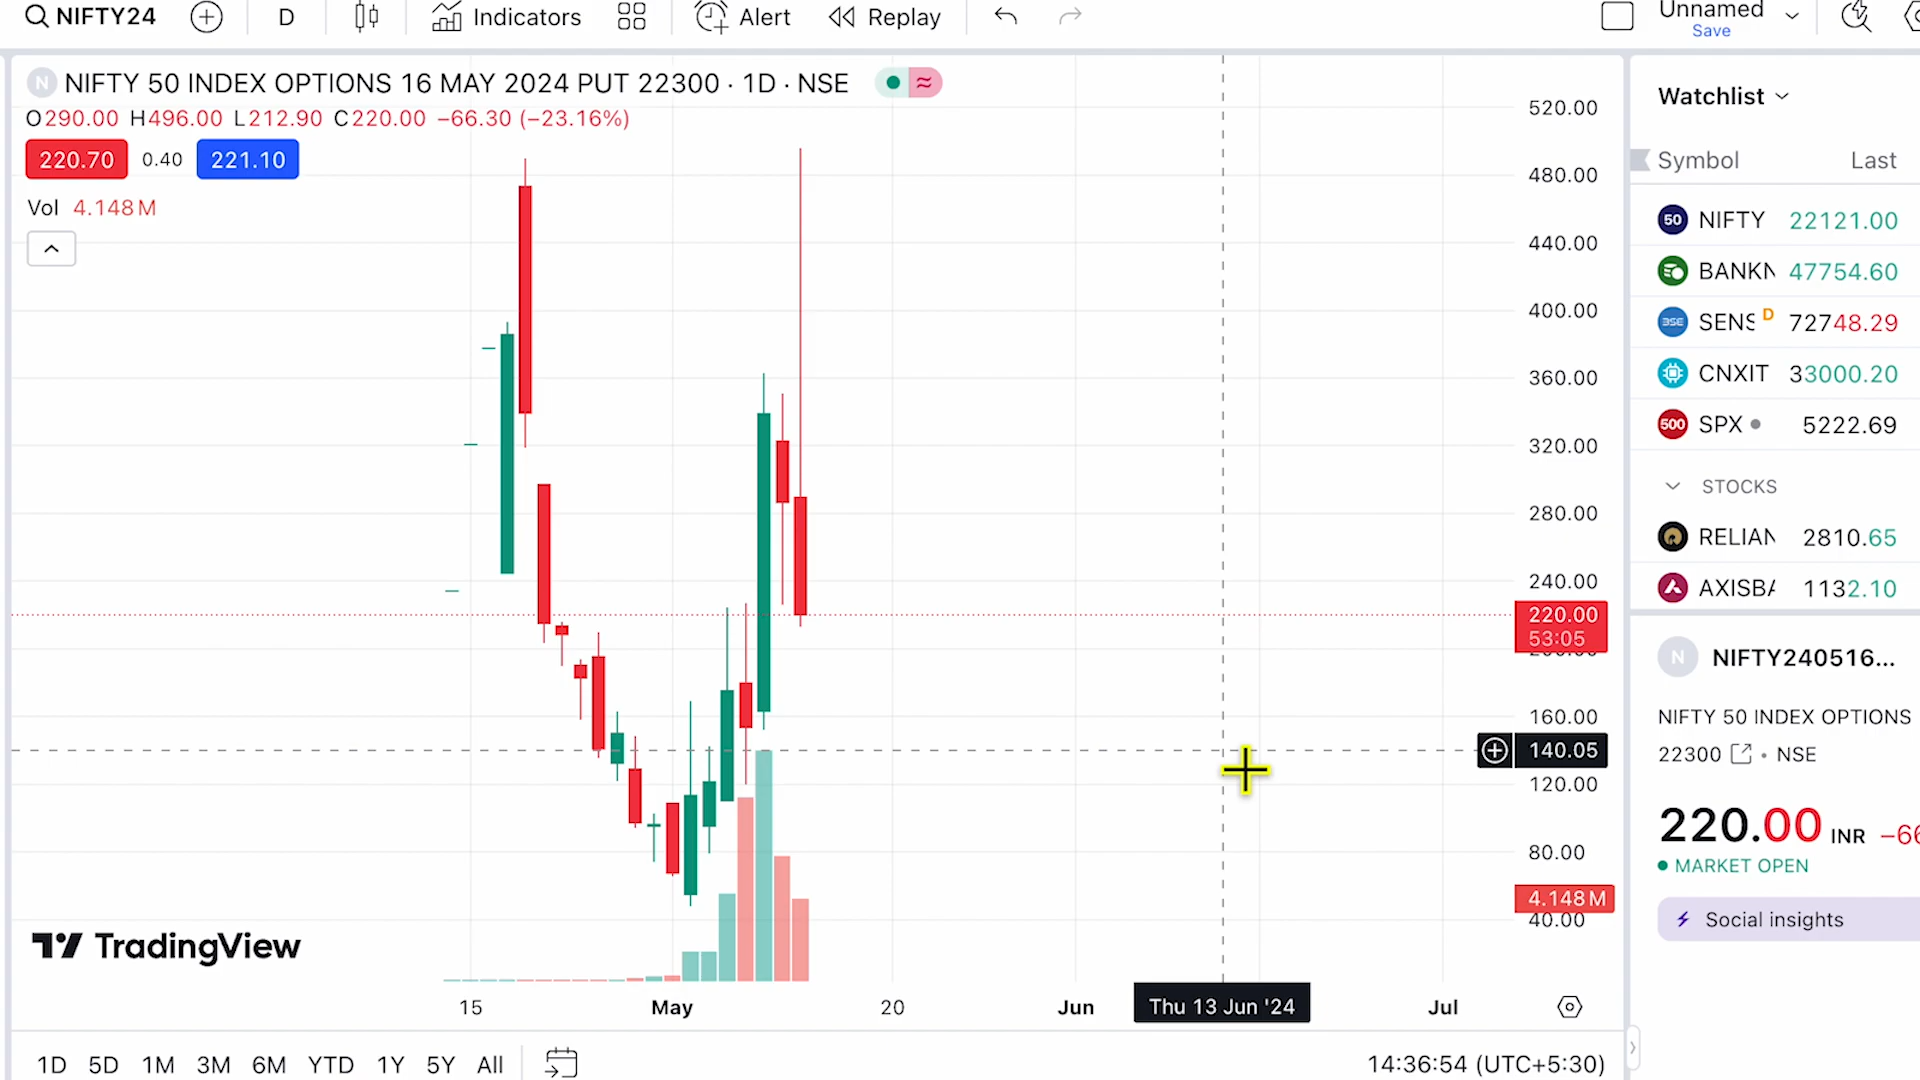 NIFTY24 D Indicators Alert Replay Unnamed
Save
N NIFTY 50 INDEX OPTIONS 16 MAY 2024 PUT 22300 · 1D · NSE
O290.00 H496.00 L212.90 C220.00 −66.30 (−23.16%)
220.70 0.40 221.10
Vol 4.148 M
520.00
480.00
440.00
400.00
360.00
320.00
280.00
240.00
220.00
53:05
160.00
140.05
120.00
80.00
4.148 M
40.00
TradingView
15 May 20 Jun Thu 13 Jun '24 Jul
1D 5D 1M 3M 6M YTD 1Y 5Y All 14:36:54 (UTC+5:30)
Watchlist
Symbol Last
50 NIFTY 22121.00
BANKN 47754.60
BSE SENS D 72748.29
CNXIT 33000.20
500 SPX 5222.69
STOCKS
RELIAN 2810.65
AXISBA 1132.10
N NIFTY240516...
NIFTY 50 INDEX OPTIONS
22300 • NSE
220.00 INR −66
MARKET OPEN
Social insights